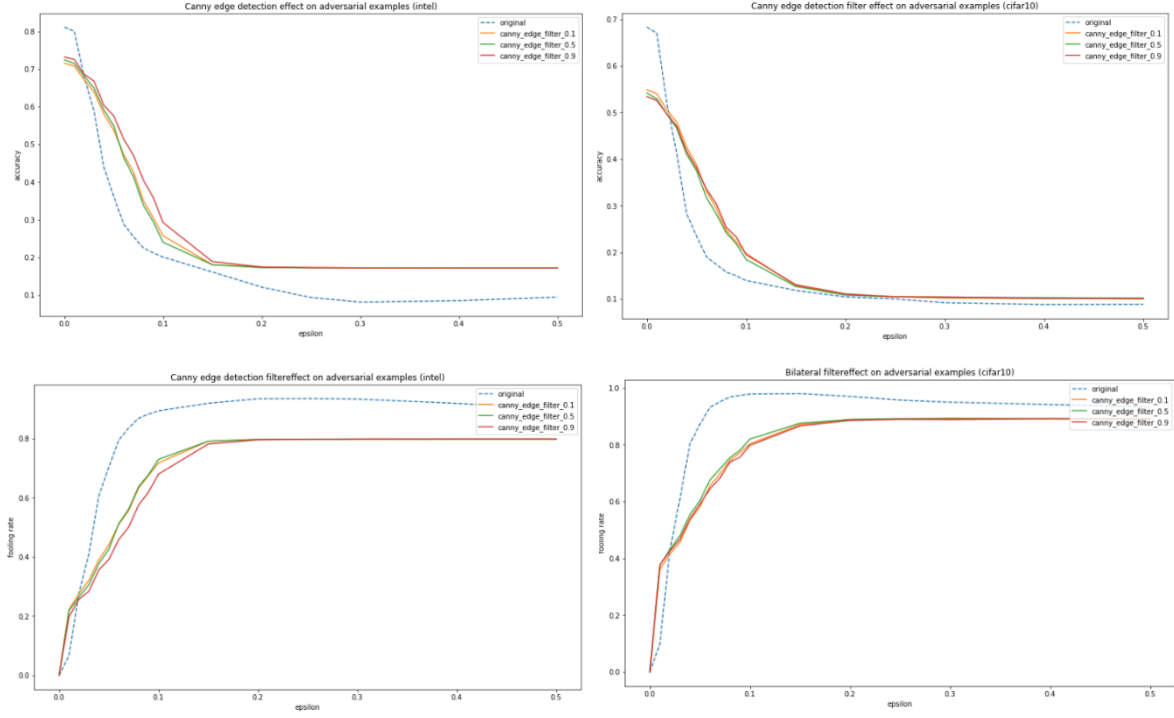 Canny edge detection effect on adversarial examples (intel)
original
canny_edge_filter_0.1
canny_edge_filter_0.5
canny_edge_filter_0.9
0.8
0.7
0.6
0.5
0.4
0.3
0.2
0.1
accuracy
0.0 0.1 0.2 0.3 0.4 0.5
epsilon
Canny edge detection filter effect on adversarial examples (cifar10)
original
canny_edge_filter_0.1
canny_edge_filter_0.5
canny_edge_filter_0.9
0.7
0.6
0.5
0.4
0.3
0.2
0.1
accuracy
0.0 0.1 0.2 0.3 0.4 0.5
epsilon
Canny edge detection filtereffect on adversarial examples (intel)
original
canny_edge_filter_0.1
canny_edge_filter_0.5
canny_edge_filter_0.9
0.8
0.6
0.4
0.2
0.0
fooling rate
0.0 0.1 0.2 0.3 0.4 0.5
epsilon
Bilateral filtereffect on adversarial examples (cifar10)
original
canny_edge_filter_0.1
canny_edge_filter_0.5
canny_edge_filter_0.9
1.0
0.8
0.6
0.4
0.2
0.0
fooling rate
0.0 0.1 0.2 0.3 0.4 0.5
epsilon